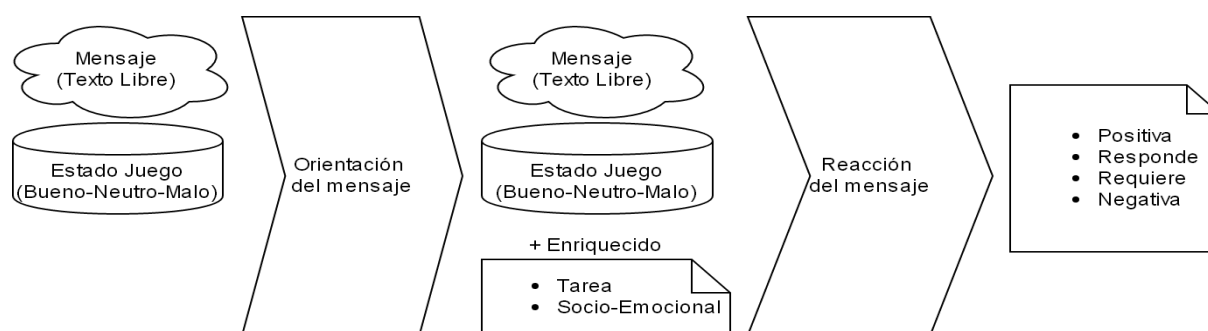 Mensaje
(Texto Libre)
Estado Juego
(Bueno-Neutro-Malo)
Orientación
del mensaje
Mensaje
(Texto Libre)
Estado Juego
(Bueno-Neutro-Malo)
+ Enriquecido
• Tarea
• Socio-Emocional
Reacción
del mensaje
• Positiva
• Responde
• Requiere
• Negativa